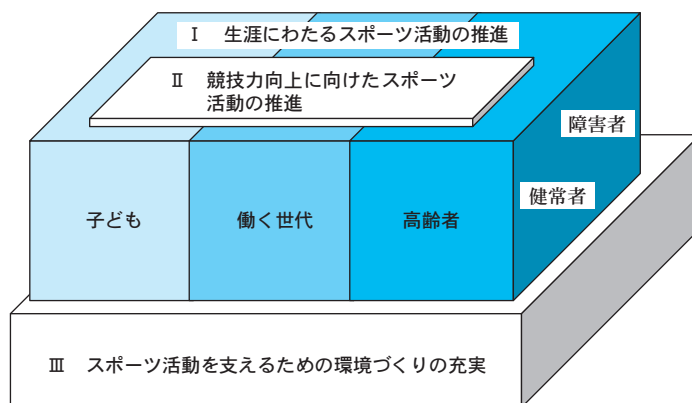 Ⅰ 生涯にわたるスポーツ活動の推進
Ⅱ 競技力向上に向けたスポーツ
活動の推進
障害者
健常者
子ども
働く世代
高齢者
Ⅲ スポーツ活動を支えるための環境づくりの充実